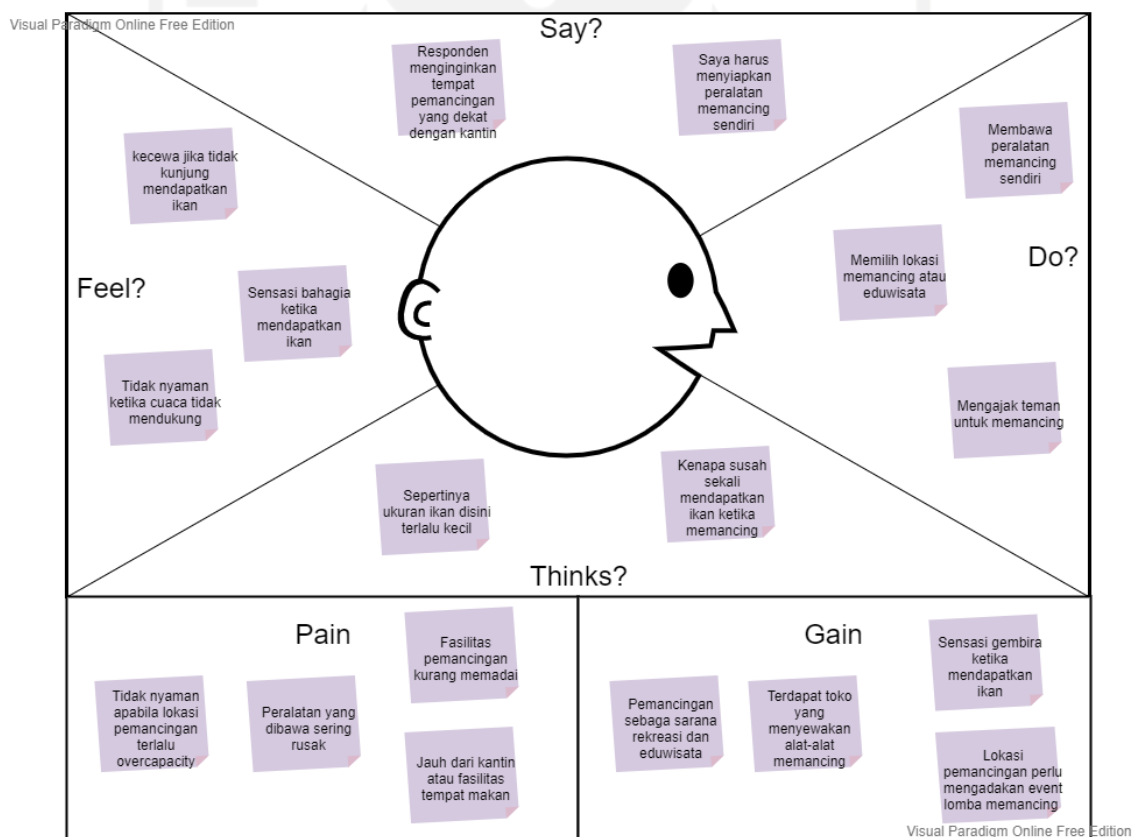 Visual Paradigm Online Free Edition
Say?
Responden
menginginkan
tempat
pemancingan
yang dekat
dengan kantin
Saya harus
menyiapkan
peralatan
memancing
sendiri
kecewa jika tidak
kunjung
mendapatkan
ikan
Feel?
Sensasi bahagia
ketika
mendapatkan
ikan
Tidak nyaman
ketika cuaca tidak
mendukung
Membawa
peralatan
memancing
sendiri
Do?
Memilih lokasi
memancing atau
eduwisata
Mengajak teman
untuk memancing
Sepertinya
ukuran ikan disini
terlalu kecil
Kenapa susah
sekali
mendapatkan
ikan ketika
memancing
Thinks?
Pain
Tidak nyaman
apabila lokasi
pemancingan
terlalu
overcapacity
Peralatan yang
dibawa sering
rusak
Fasilitas
pemancingan
kurang memadai
Jauh dari kantin
atau fasilitas
tempat makan
Gain
Pemancingan
sebaga sarana
rekreasi dan
eduwisata
Terdapat toko
yang
menyewakan
alat-alat
memancing
Sensasi gembira
ketika
mendapatkan
ikan
Lokasi
pemancingan perlu
mengadakan event
lomba memancing
Visual Paradigm Online Free Edition